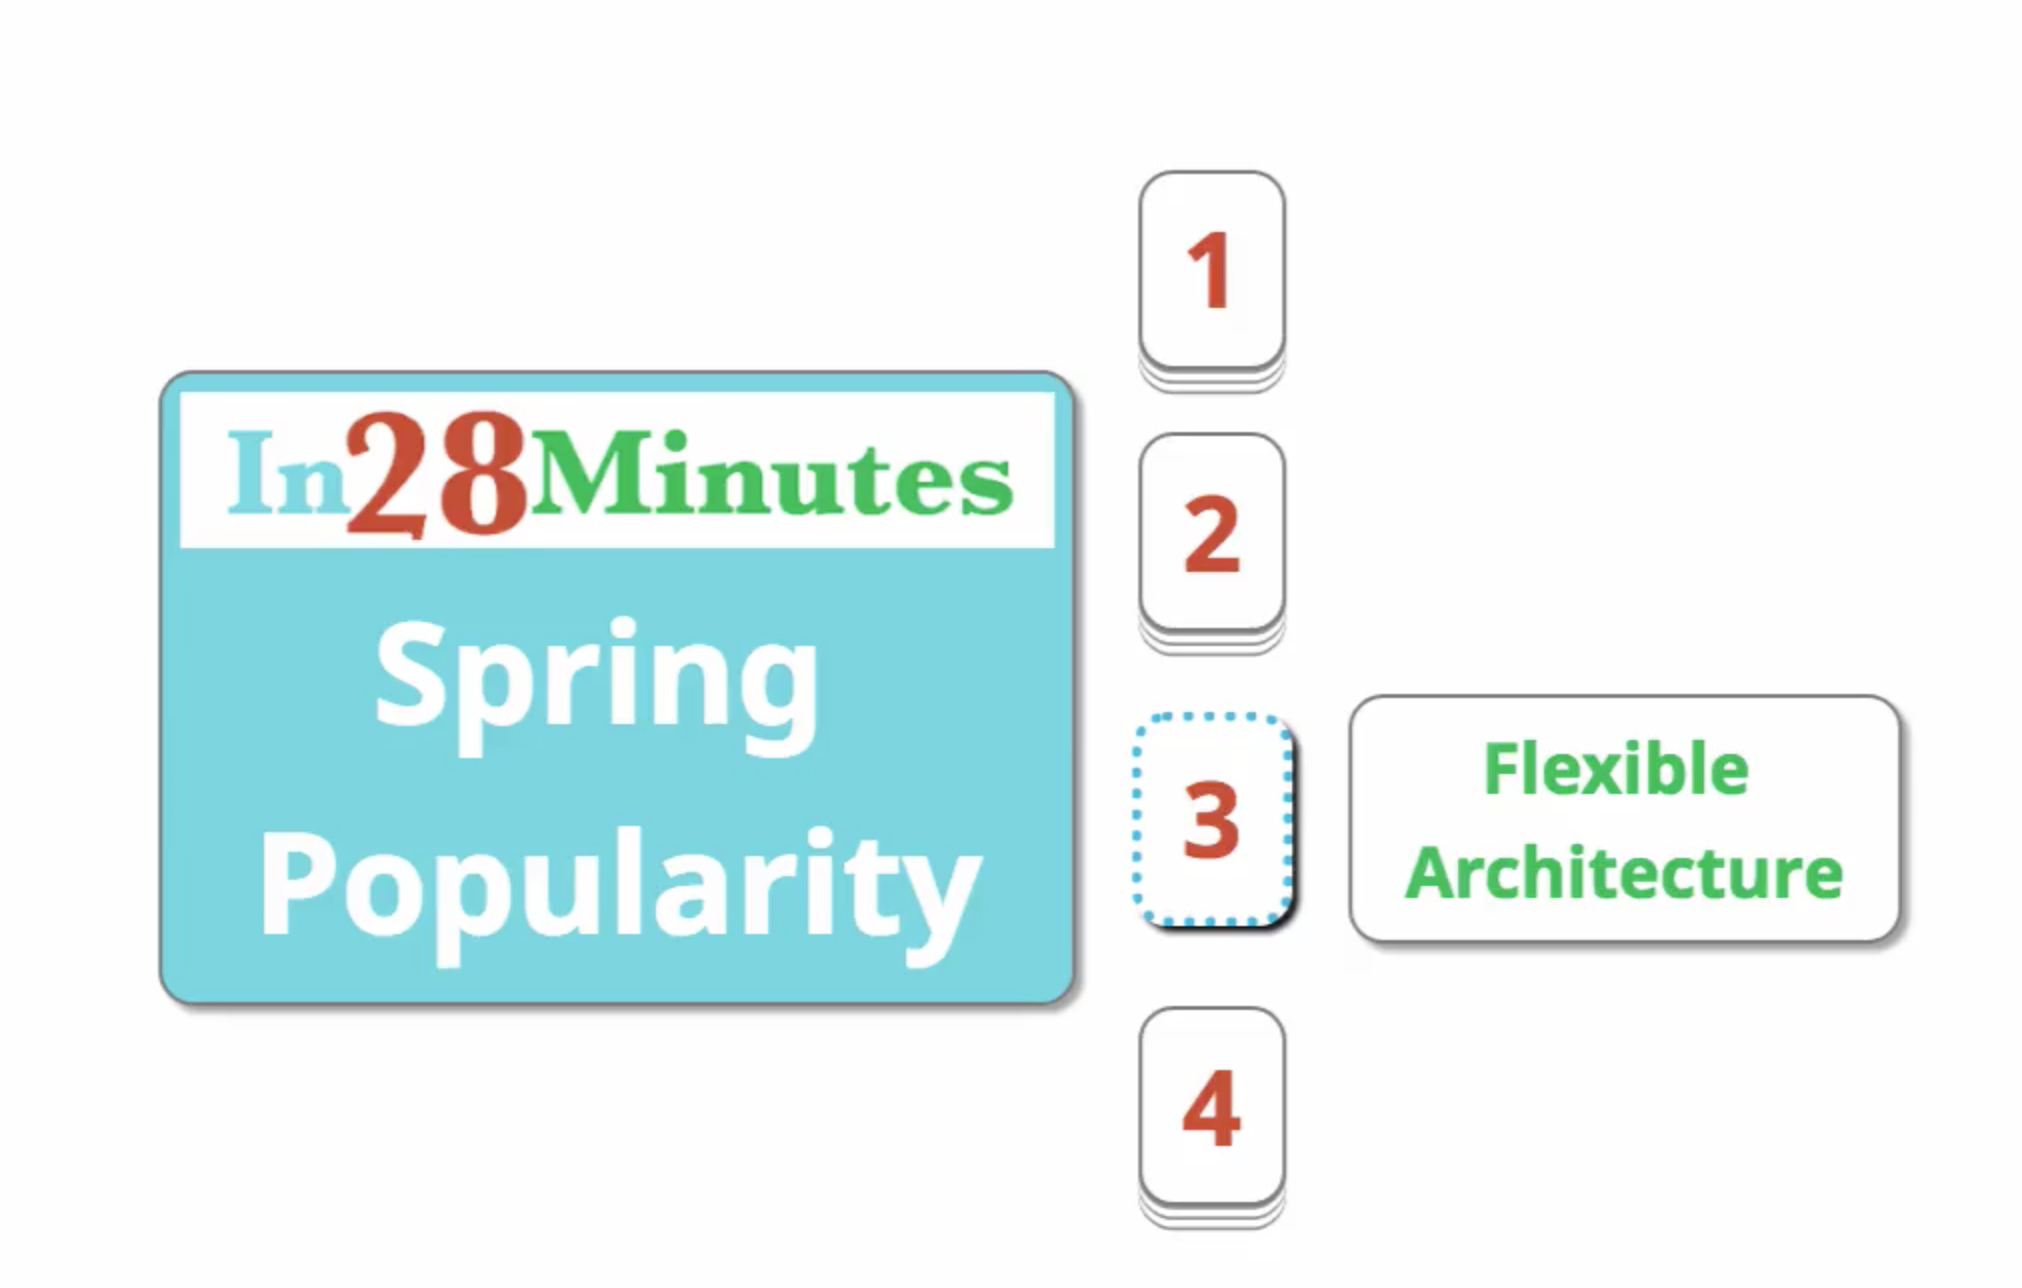 In28Minutes
Spring
Popularity
1
2
3
Flexible
Architecture
4